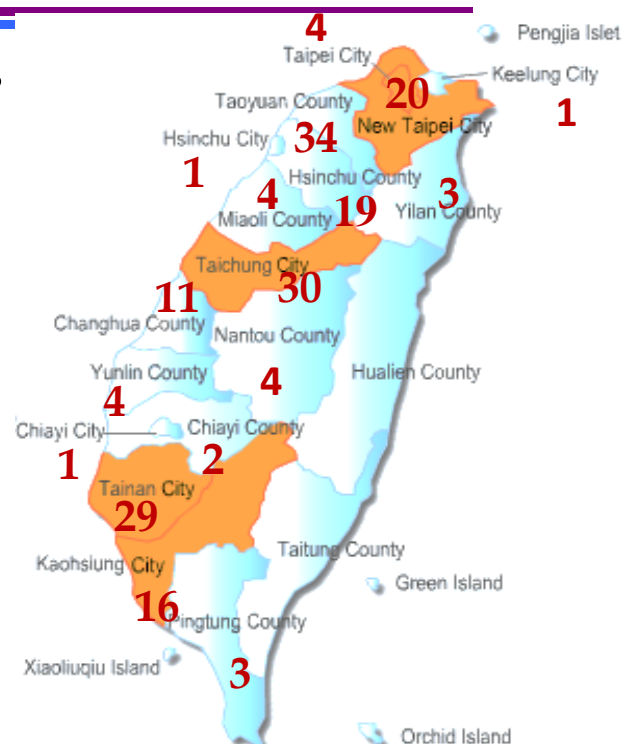 4
Pengjia Islet
Taipei City
Keelung City
20
1
Taoyuan County
New Taipei City
34
Hsinchu City
1
Hsinchu County
4
19
3
Yilan County
Miaoli County
Taichung City
30
11
Changhua County
Nantou County
Yunlin County
4
Hualien County
4
Chiayi City
Chiayi County
1
2
Tainan City
29
Taitung County
Kaohsiung City
Green Island
16
Pingtung County
Xiaoliuqiu Island
3
Orchid Island